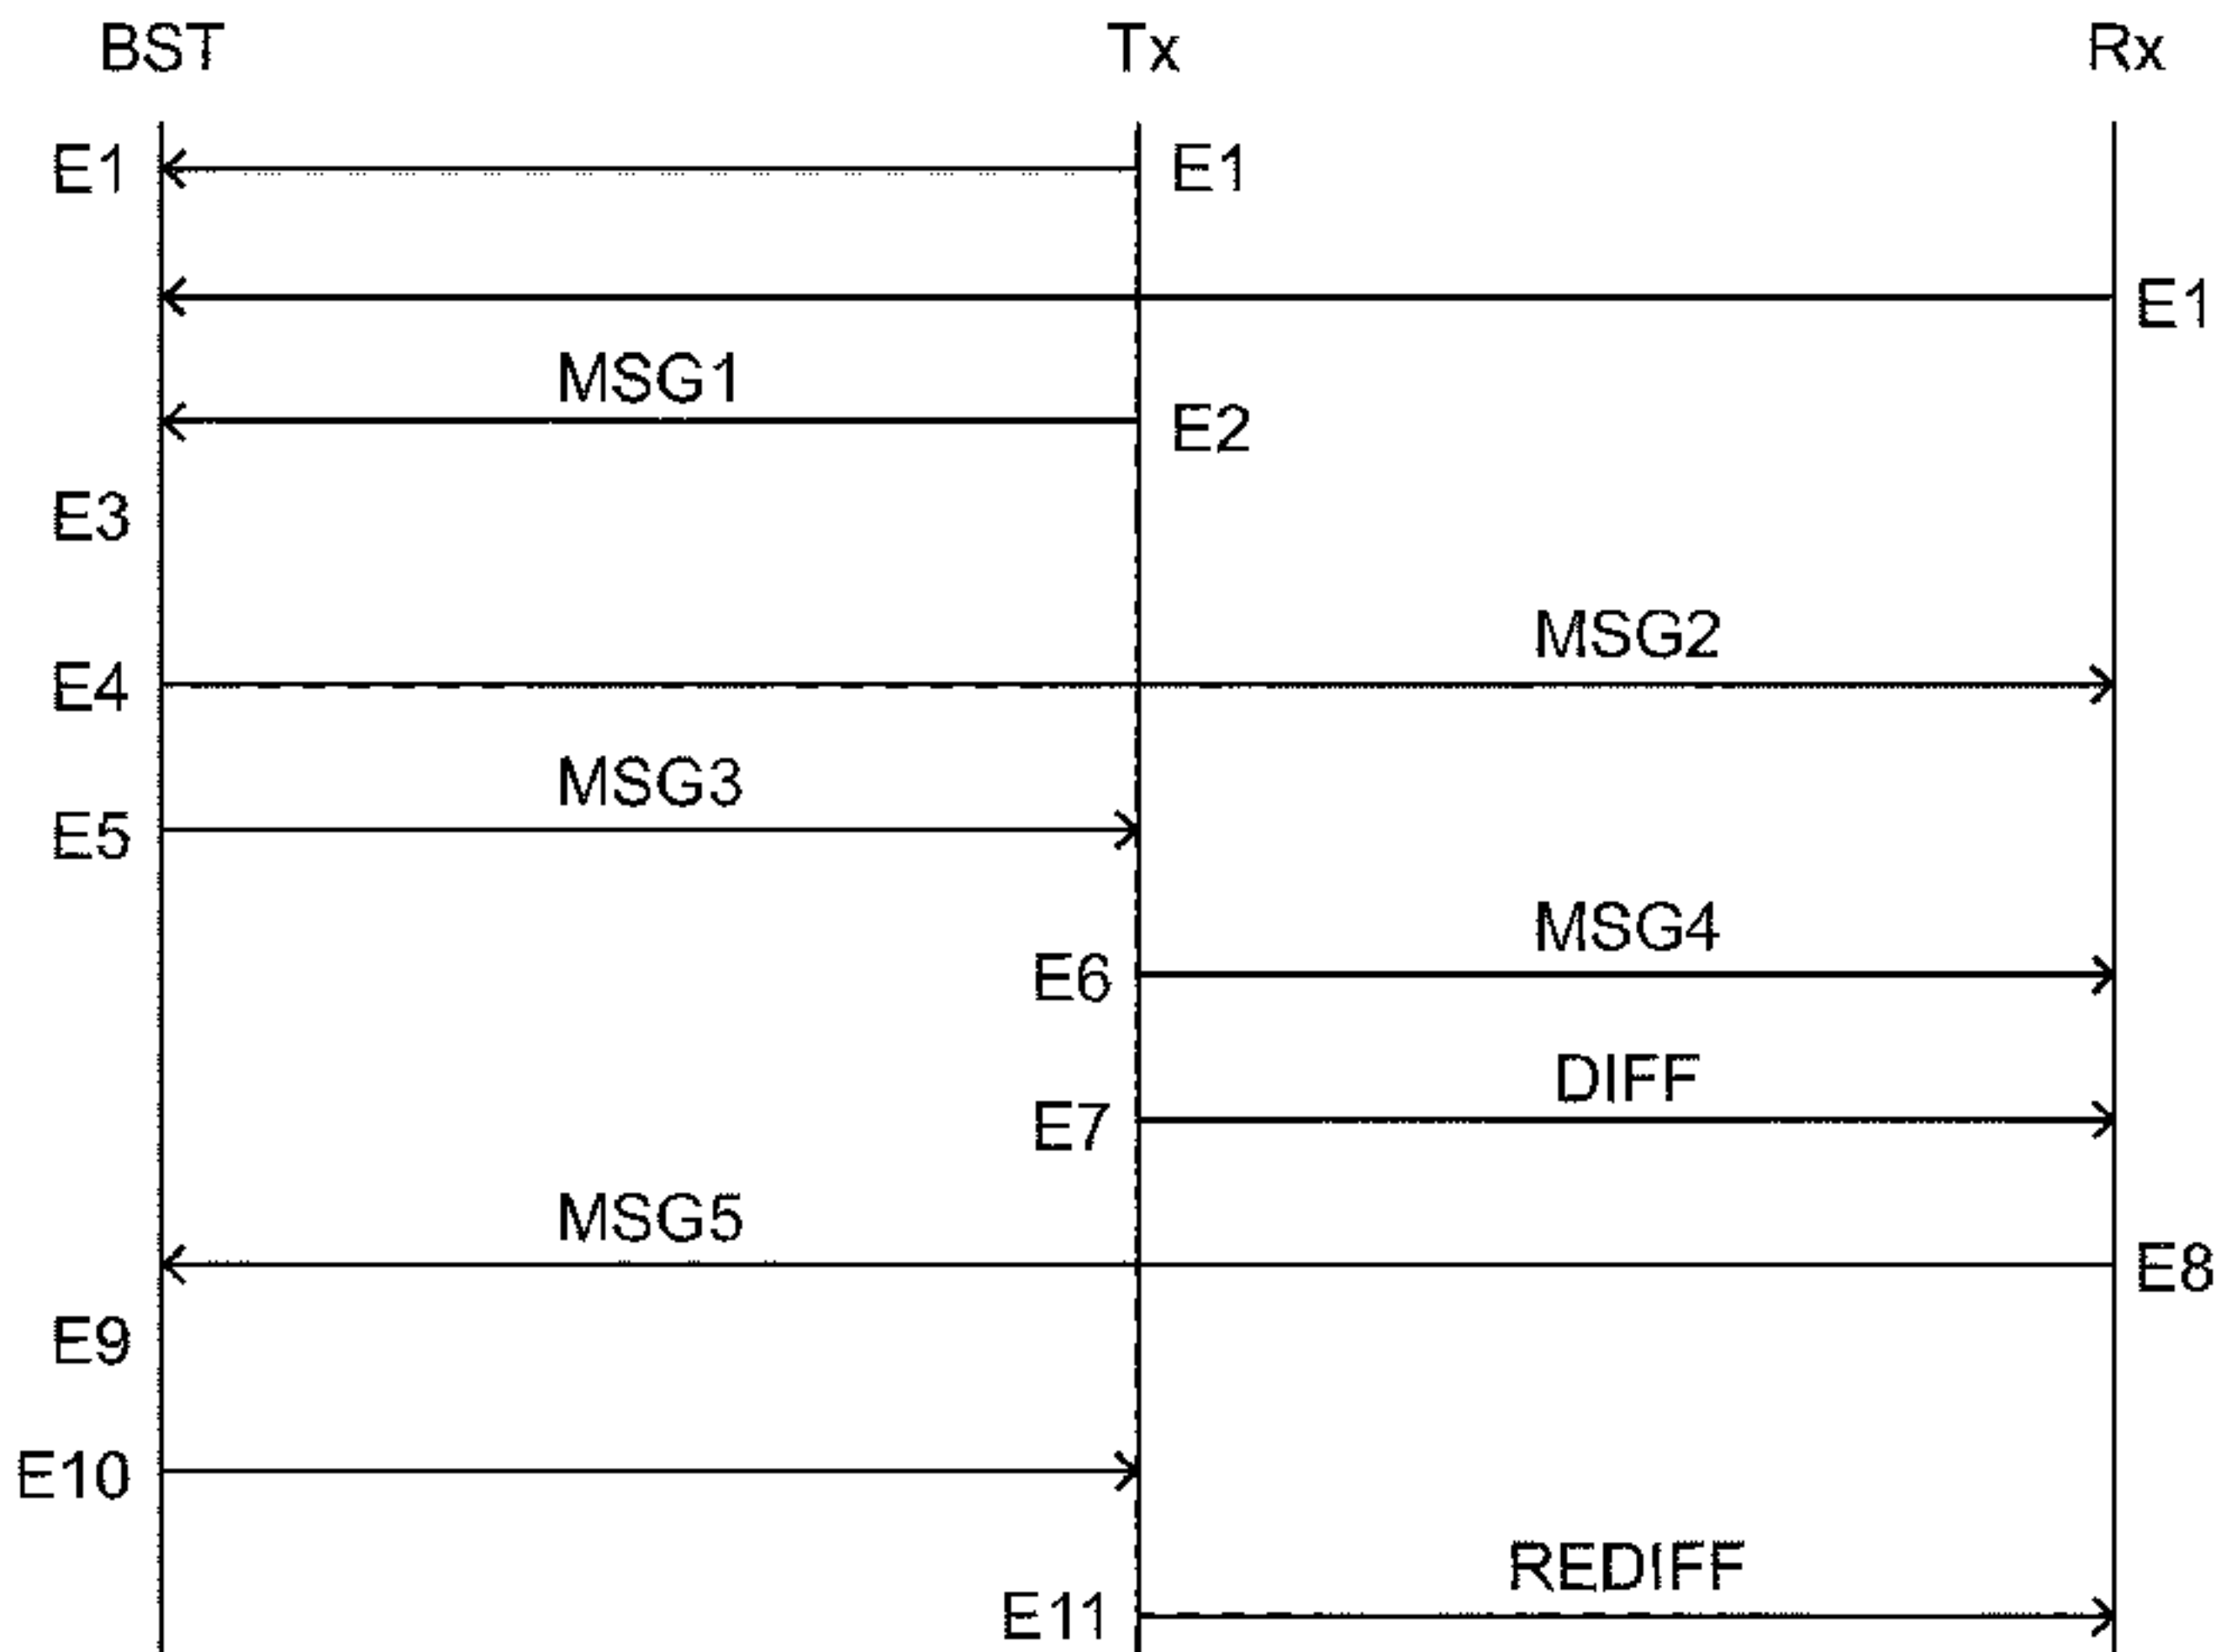 BST Tx Rx
E1 E1
E1
MSG1
E2
E3
MSG2
E4
MSG3
E5
MSG4
E6
DIFF
E7
MSG5
E8
E9
E10
REDIFF
E11